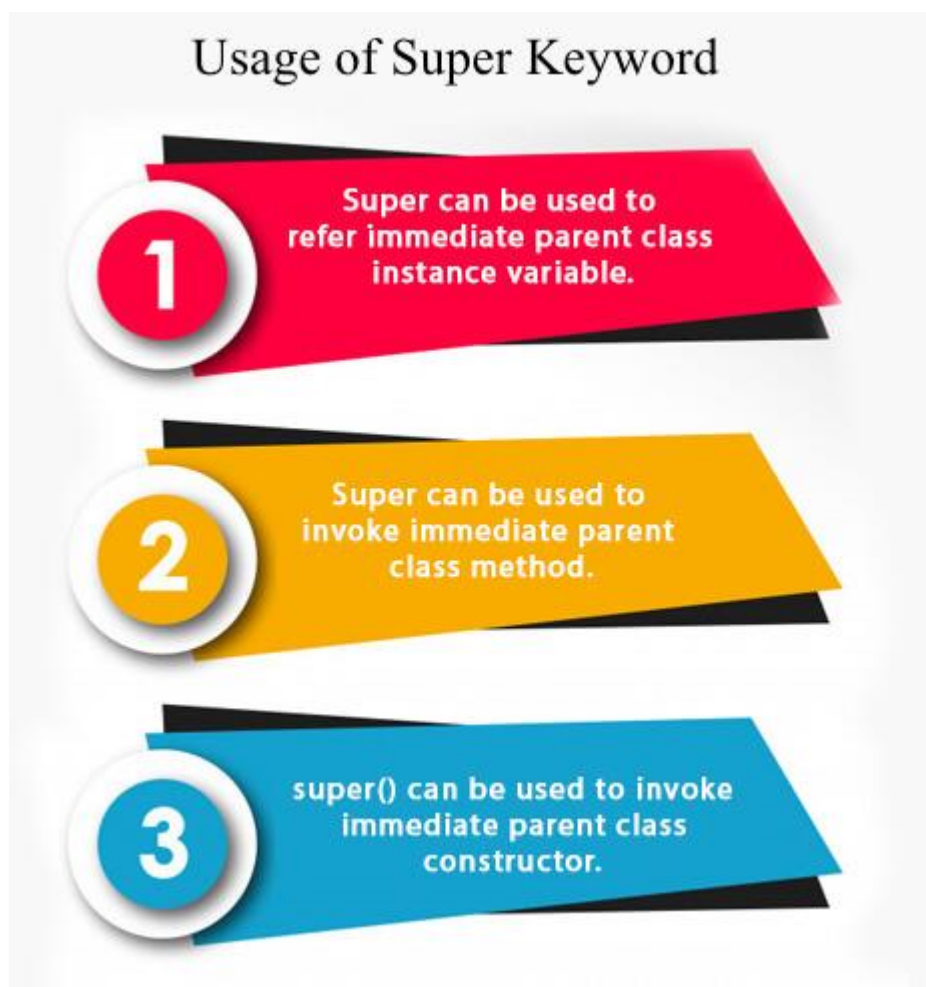 Usage of Super Keyword
1
Super can be used to
refer immediate parent class
instance variable.
2
Super can be used to
invoke immediate parent
class method.
3
super() can be used to invoke
immediate parent class
constructor.